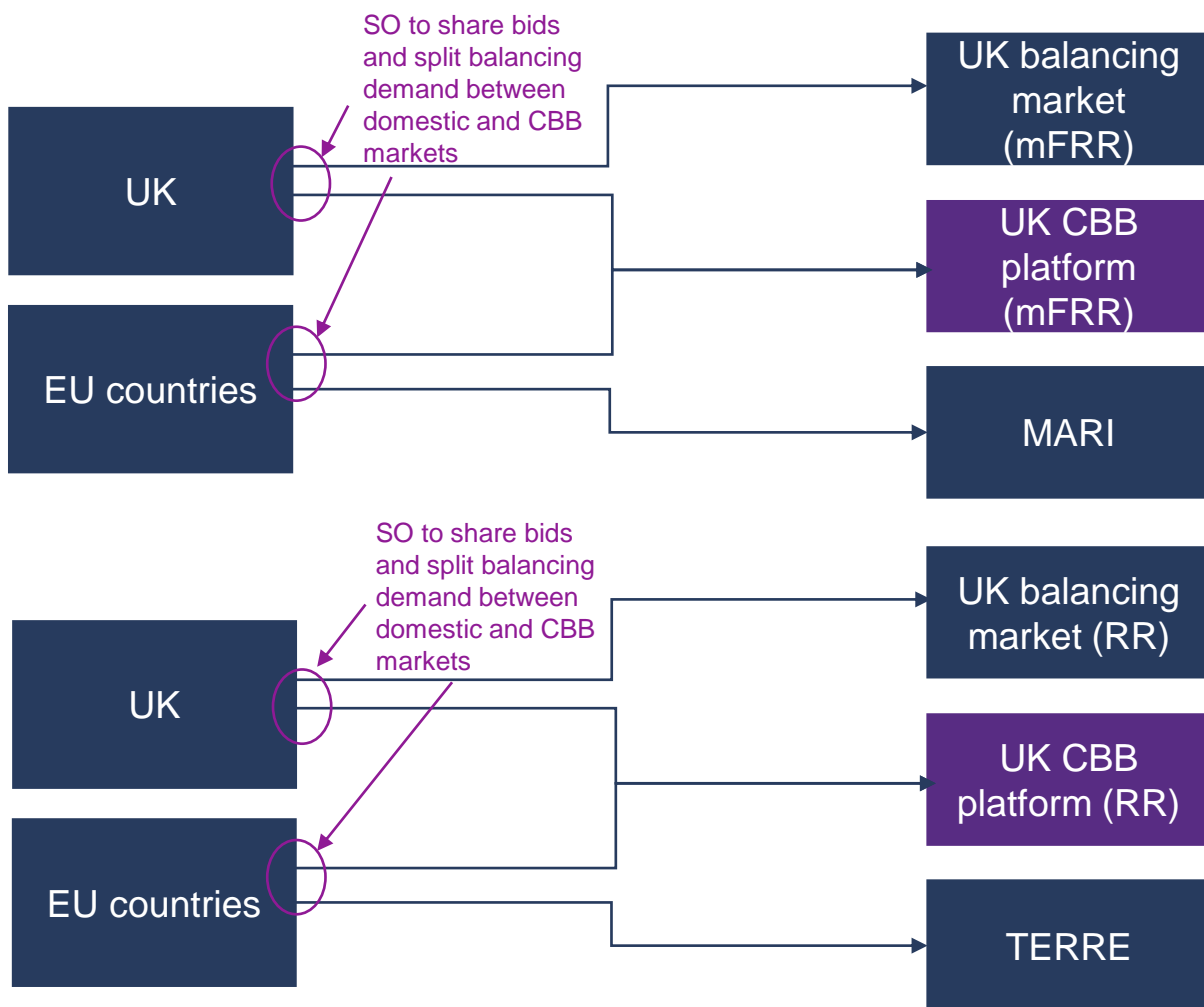 SO to share bids
and split balancing
demand between
domestic and CBB
markets
UK balancing
market
(mFRR)
UK
UK CBB
platform
(mFRR)
EU countries
MARI
SO to share bids
and split balancing
demand between
domestic and CBB
markets
UK balancing
market (RR)
UK
UK CBB
platform (RR)
EU countries
TERRE